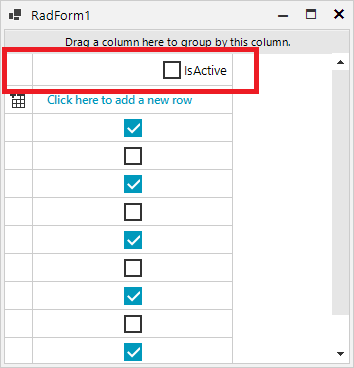 RadForm1
Drag a column here to group by this column.
IsActive
Click here to add a new row